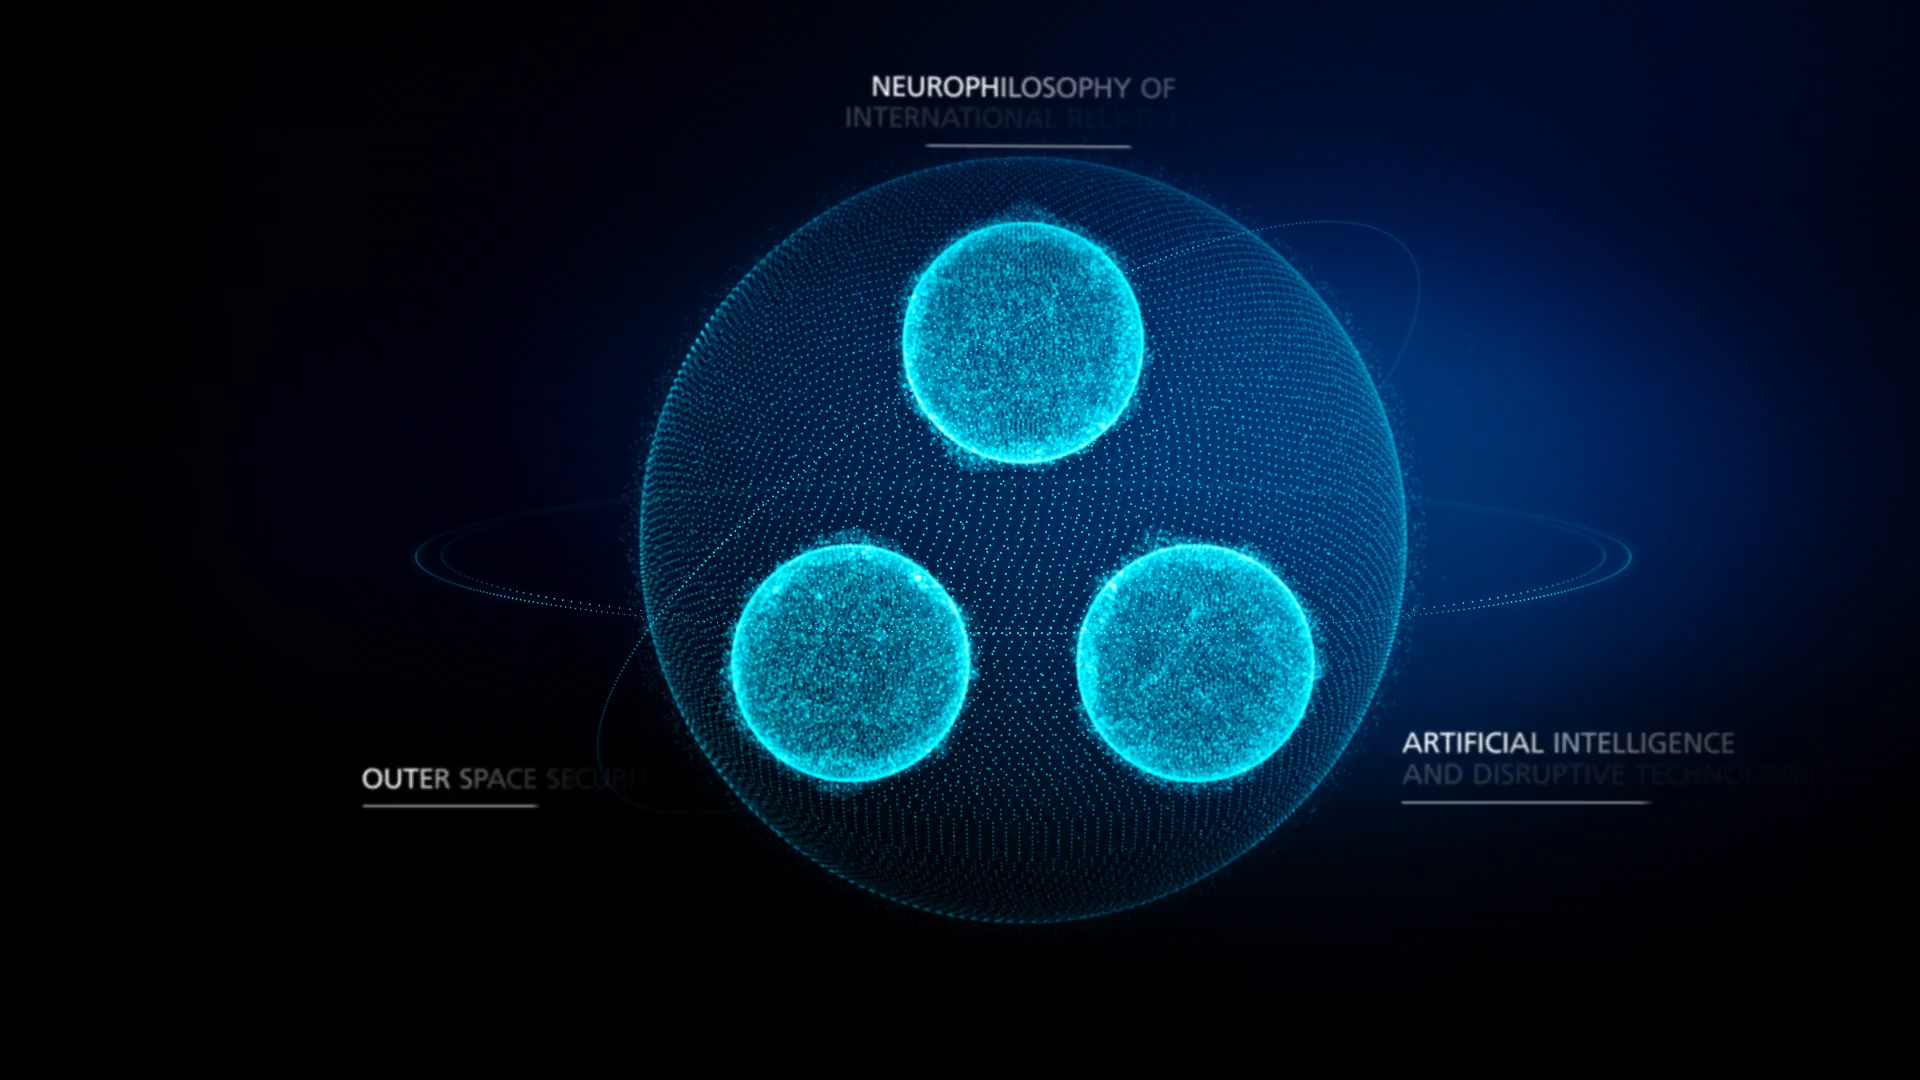 NEUROPHILOSOPHY OF
INTERNATIONAL
OUTER SPACE
ARTIFICIAL INTELLIGENCE
AND DISRUPTIVE